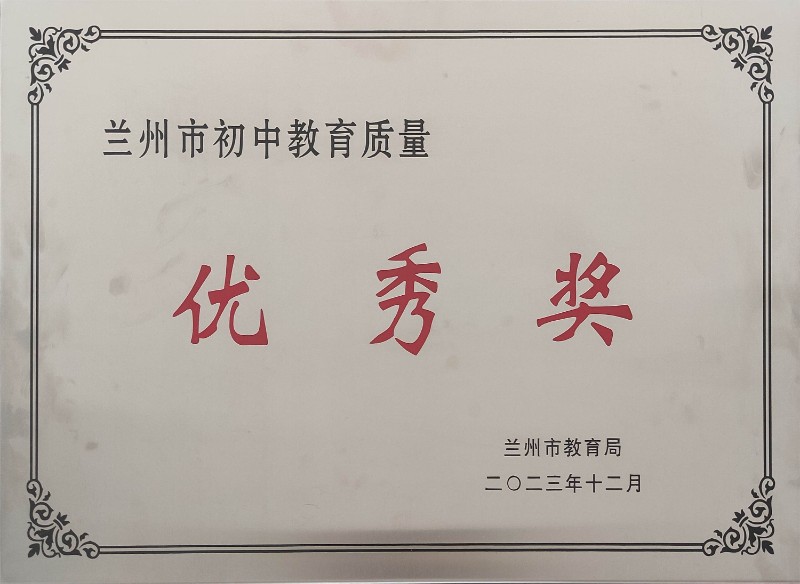 兰州市初中教育质量
优秀奖
兰州市教育局
二〇二三年十二月